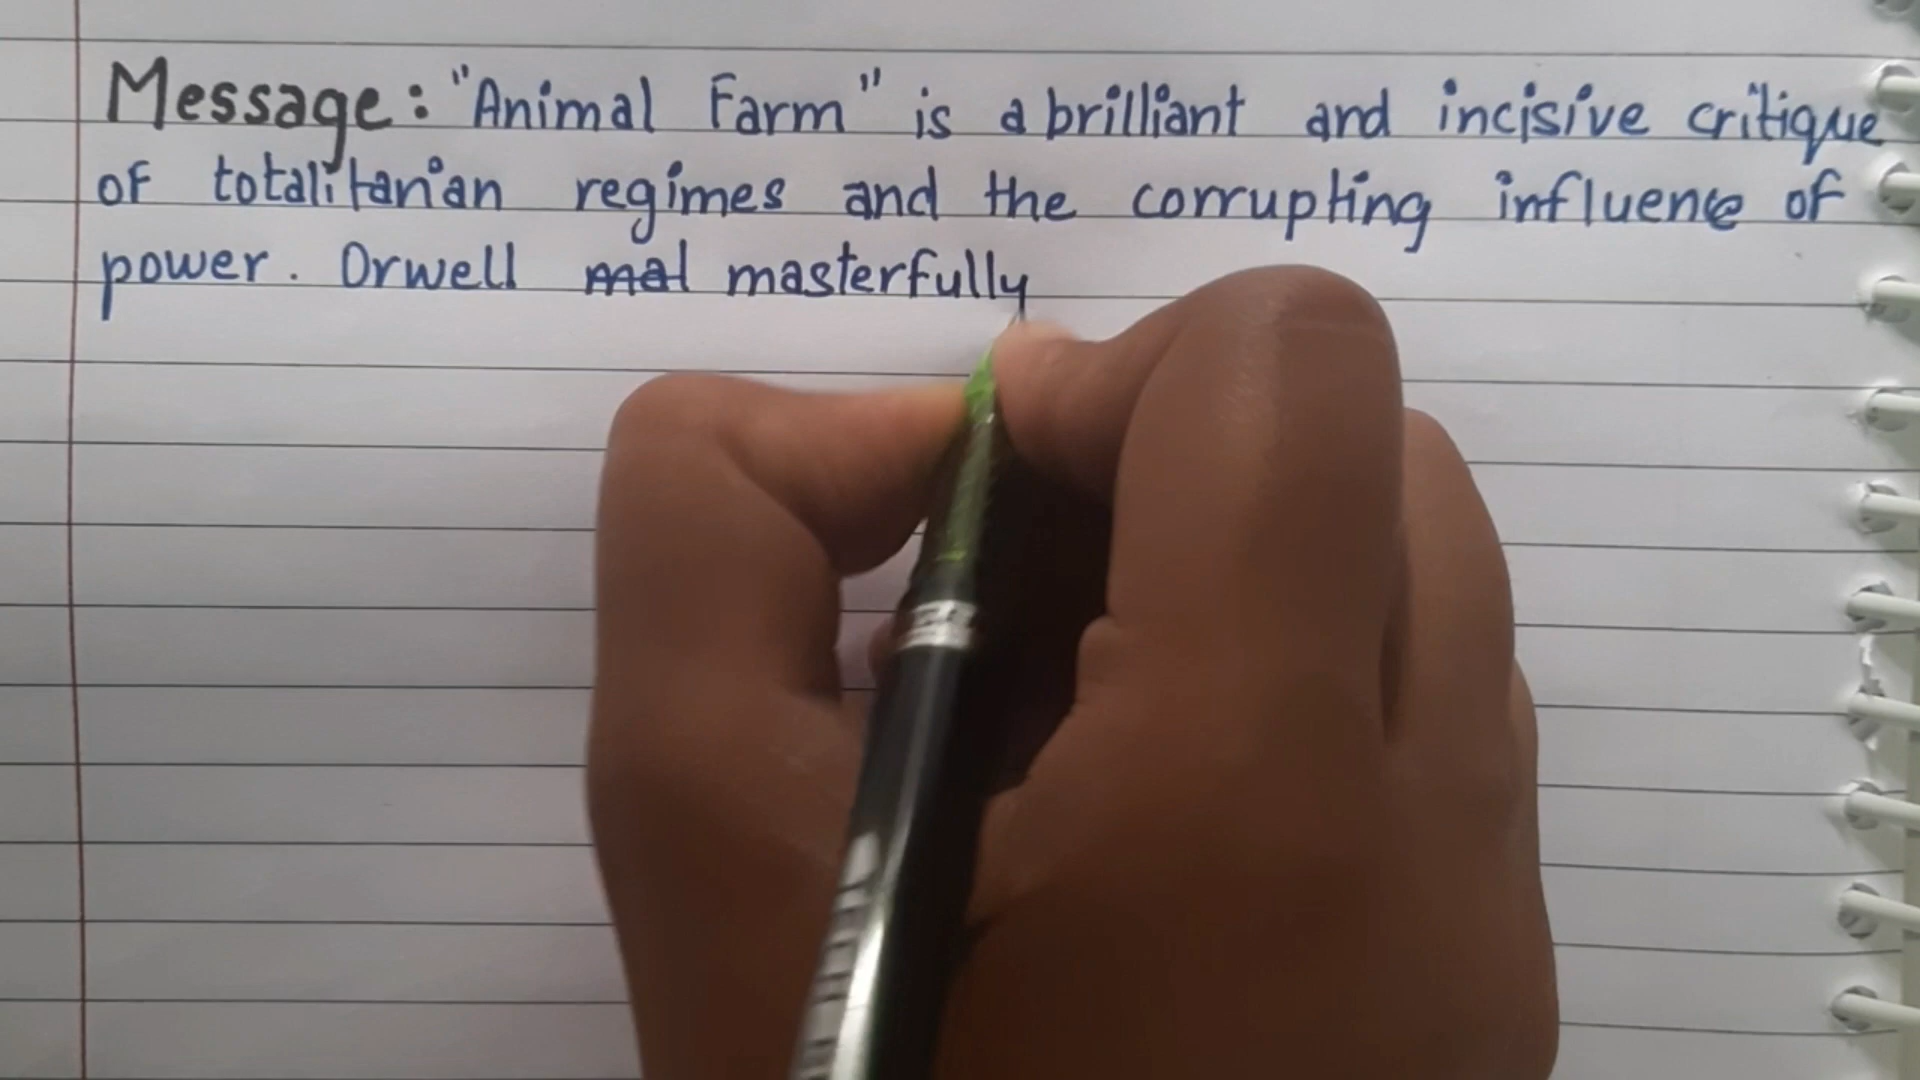 Message: "Animal Farm" is a brilliant and incisive critique
of totalitarian regimes and the corrupting influence of
power. Orwell mal masterfully